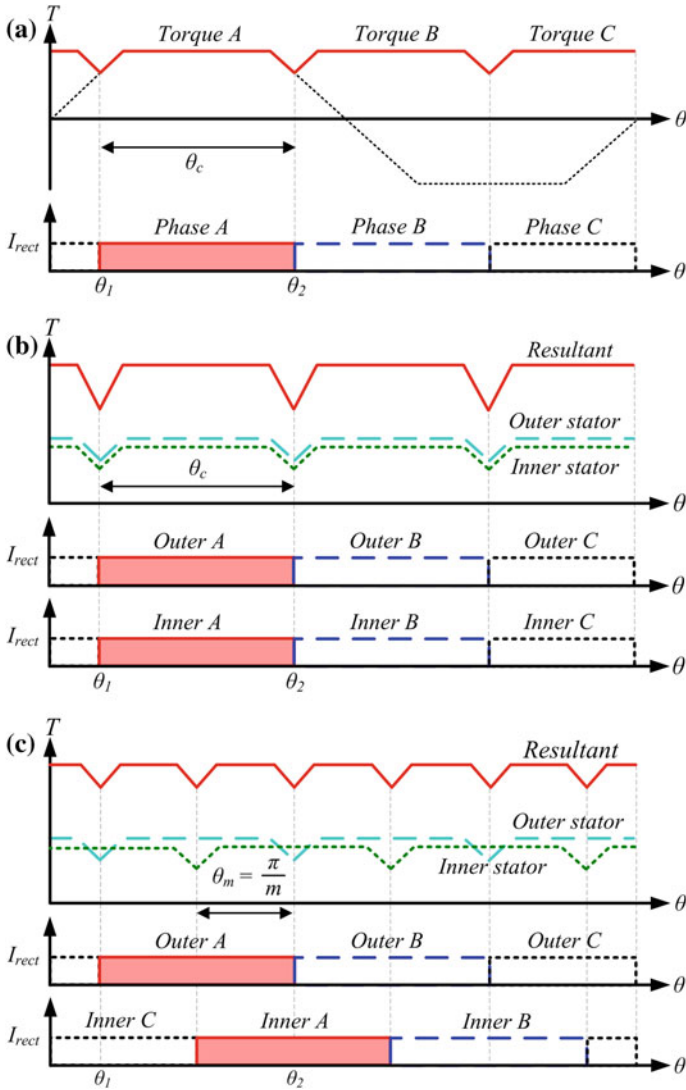 (a)
T
Torque A Torque B Torque C
θ
θc
Irect
Phase A Phase B Phase C
θ
θ1 θ2
(b)
T
Resultant
Outer stator
Inner stator
θc
θ
Irect
Outer A Outer B Outer C
θ
Irect
Inner A Inner B Inner C
θ
θ1 θ2
(c)
T
Resultant
Outer stator
Inner stator
θm = π/m
θ
Irect
Outer A Outer B Outer C
θ
Irect
Inner C Inner A Inner B
θ
θ1 θ2